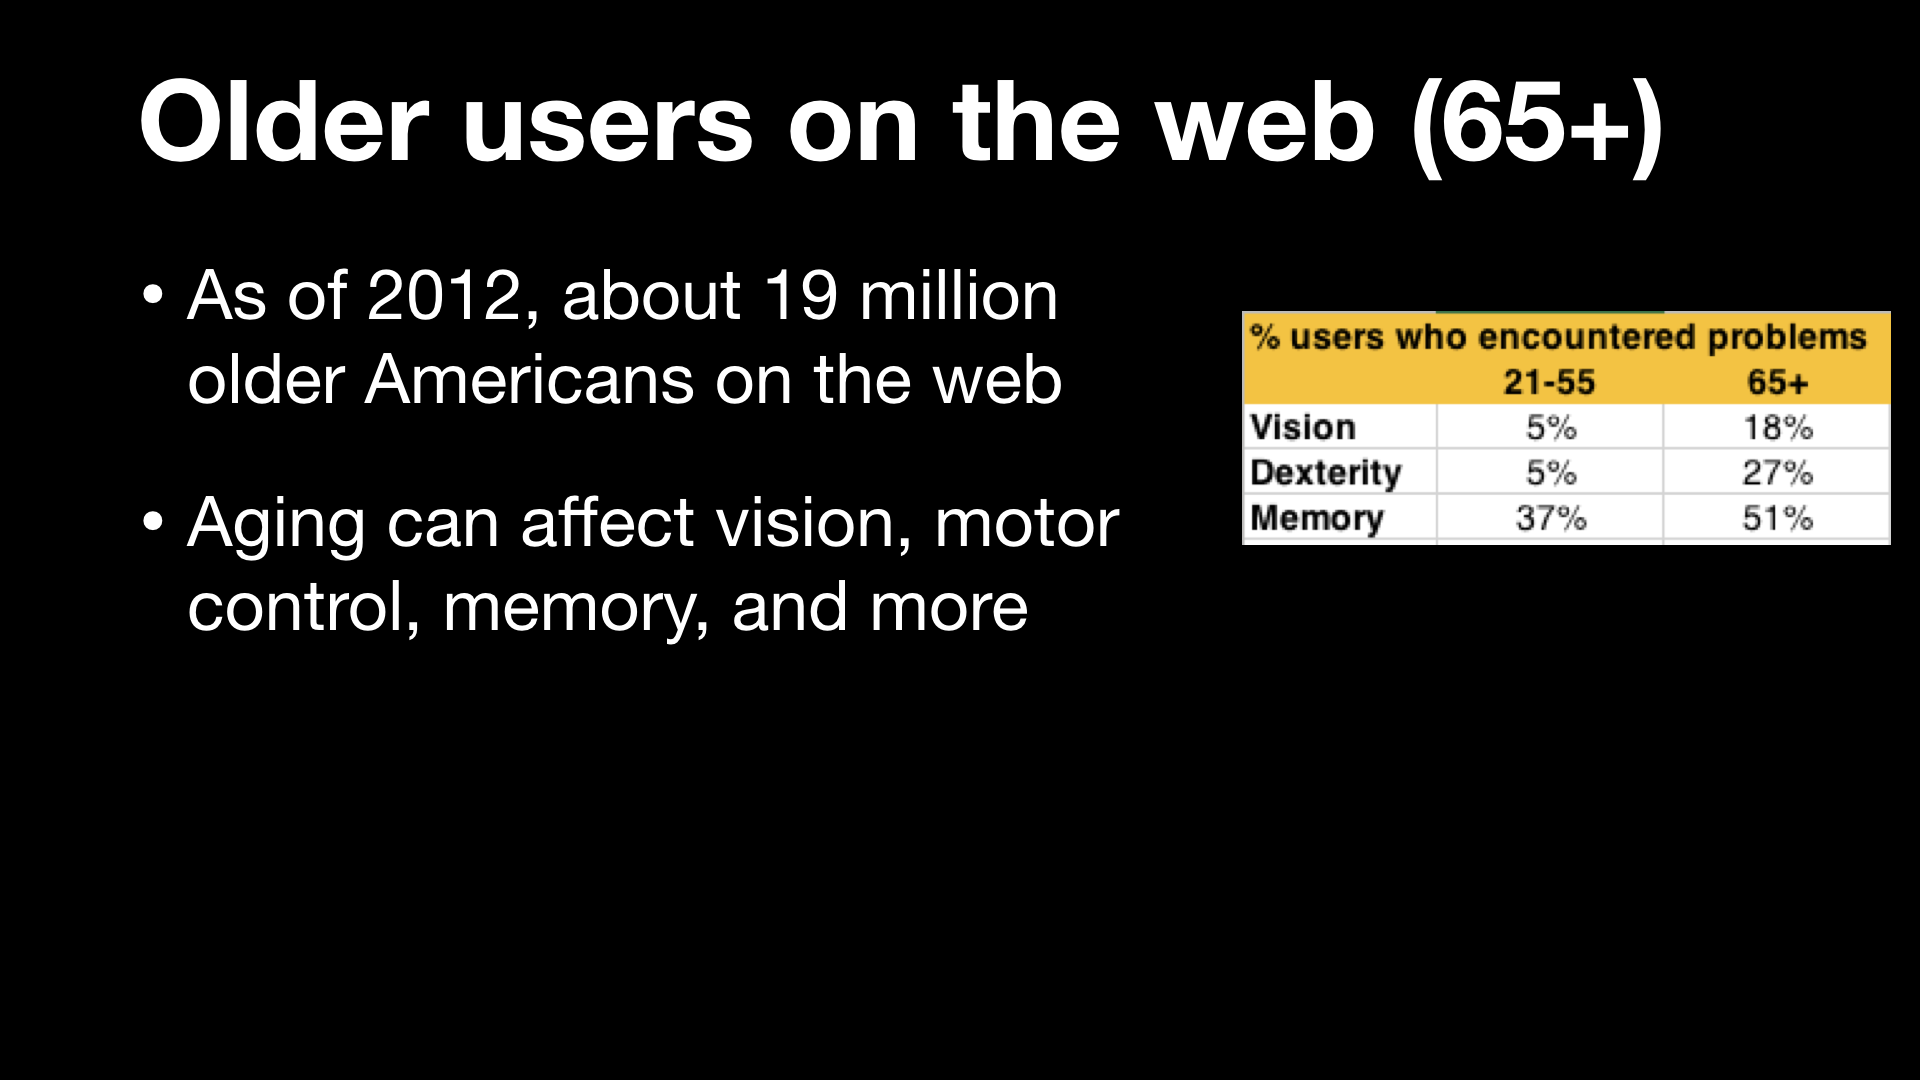 Older users on the web (65+)
• As of 2012, about 19 million
older Americans on the web
• Aging can affect vision, motor
control, memory, and more
% users who encountered problems
21-55 65+
Vision 5% 18%
Dexterity 5% 27%
Memory 37% 51%